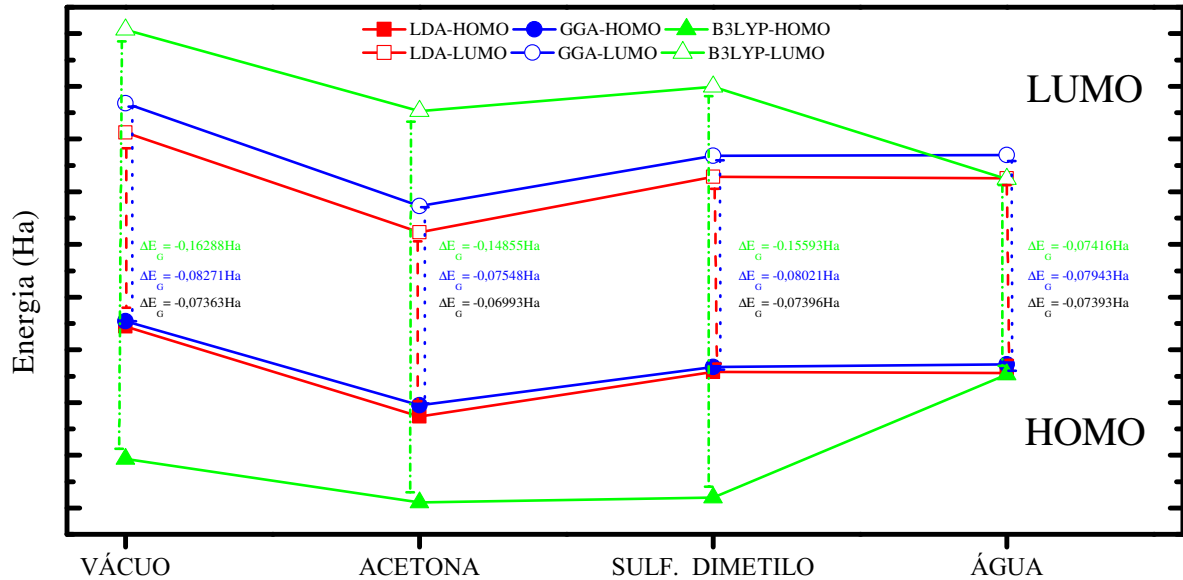 LDA-HOMO GGA-HOMO B3LYP-HOMO
LDA-LUMO GGA-LUMO B3LYP-LUMO
LUMO
Energia (Ha)
ΔE_G=-0,16288Ha
ΔE_G=-0,08271Ha
ΔE_G=-0,07363Ha
ΔE_G=-0,14855Ha
ΔE_G=-0,07548Ha
ΔE_G=-0,06993Ha
ΔE_G=-0.15593Ha
ΔE_G=-0,08021Ha
ΔE_G=-0,07396Ha
ΔE_G=-0,07416Ha
ΔE_G=-0,07943Ha
ΔE_G=-0,07393Ha
HOMO
VÁCUO ACETONA SULF. DIMETILO ÁGUA